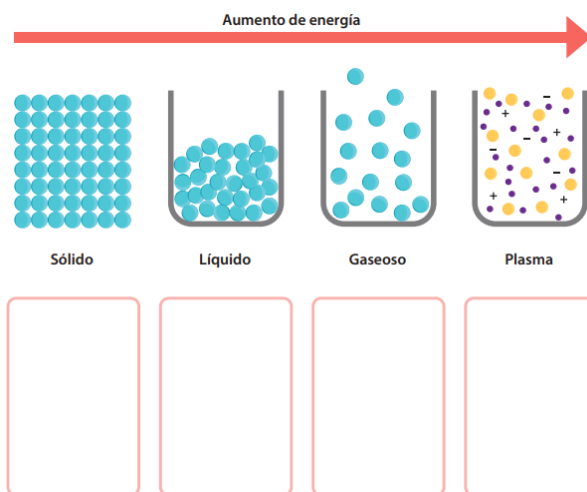 Aumento de energía
Sólido
Líquido
Gaseoso
Plasma